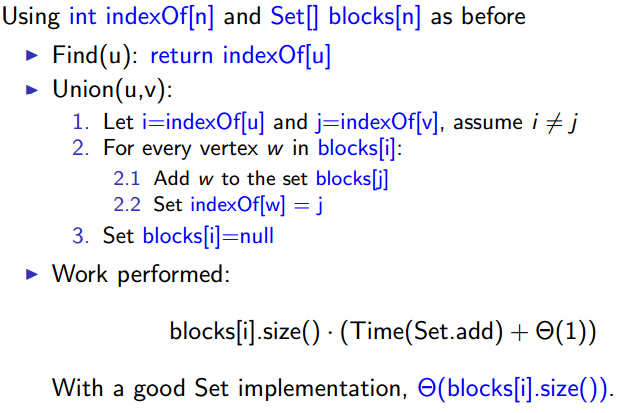 Using int indexOf[n] and Set[] blocks[n] as before
▶ Find(u): return indexOf[u]
▶ Union(u,v):
1. Let i=indexOf[u] and j=indexOf[v], assume i ≠ j
2. For every vertex w in blocks[i]:
2.1 Add w to the set blocks[j]
2.2 Set indexOf[w] = j
3. Set blocks[i]=null
▶ Work performed:
blocks[i].size() · (Time(Set.add) + Θ(1))
With a good Set implementation, Θ(blocks[i].size()).